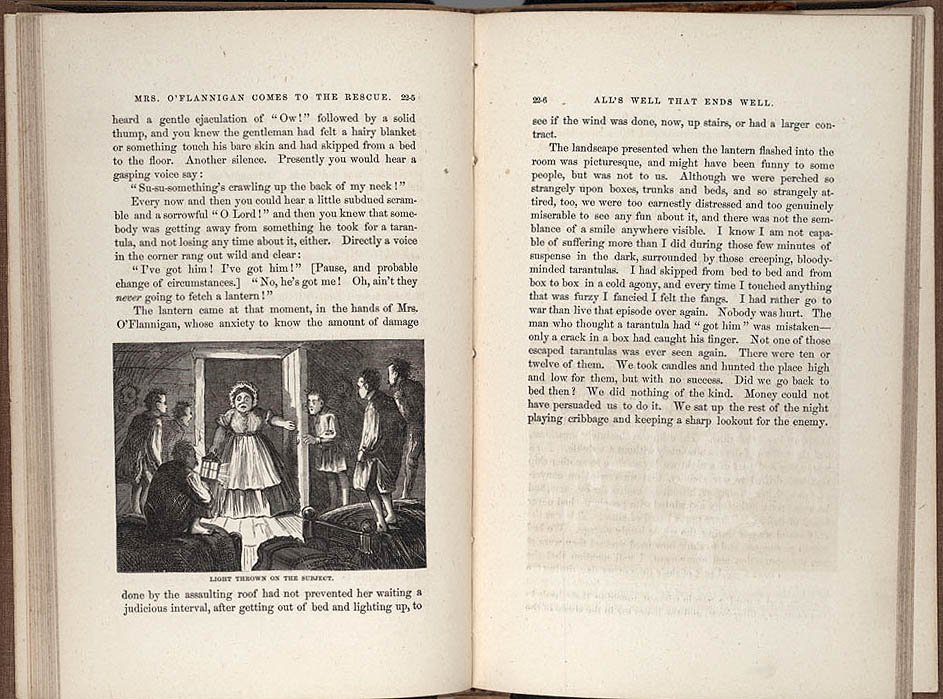 MRS. O'FLANNIGAN COMES TO THE RESCUE. 22-5
heard a gentle ejaculation of "Ow!" followed by a solid
thump, and you knew the gentleman had felt a hairy blanket
or something touch his bare skin and had skipped from a bed
to the floor. Another silence. Presently you would hear a
gasping voice say:
"Su-su-something's crawling up the back of my neck!"
Every now and then you could hear a little subdued scram-
ble and a sorrowful "O Lord!" and then you knew that some-
body was getting away from something he took for a taran-
tula, and not losing any time about it, either. Directly a voice
in the corner rang out wild and clear:
"I've got him! I've got him!" [Pause, and probable
change of circumstances.] "No, he's got me! Oh, ain't they
never going to fetch a lantern!"
The lantern came at that moment, in the hands of Mrs.
O'Flannigan, whose anxiety to know the amount of damage
LIGHT THROWN ON THE SUBJECT.
done by the assaulting roof had not prevented her waiting a
judicious interval, after getting out of bed and lighting up, to
22-6 ALL'S WELL THAT ENDS WELL.
see if the wind was done, now, up stairs, or had a larger con-
tract.
The landscape presented when the lantern flashed into the
room was picturesque, and might have been funny to some
people, but was not to us. Although we were perched so
strangely upon boxes, trunks and beds, and so strangely at-
tired, too, we were too earnestly distressed and too genuinely
miserable to see any fun about it, and there was not the sem-
blance of a smile anywhere visible. I know I am not capa-
ble of suffering more than I did during those few minutes of
suspense in the dark, surrounded by those creeping, bloody-
minded tarantulas. I had skipped from bed to bed and from
box to box in a cold agony, and every time I touched anything
that was furzy I fancied I felt the fangs. I had rather go to
war than live that episode over again. Nobody was hurt. The
man who thought a tarantula had "got him" was mistaken—
only a crack in a box had caught his finger. Not one of those
escaped tarantulas was ever seen again. There were ten or
twelve of them. We took candles and hunted the place high
and low for them, but with no success. Did we go back to
bed then? We did nothing of the kind. Money could not
have persuaded us to do it. We sat up the rest of the night
playing cribbage and keeping a sharp lookout for the enemy.